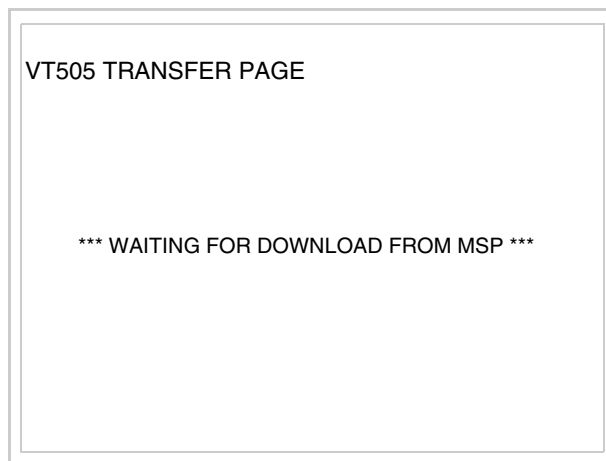 VT505 TRANSFER PAGE
*** WAITING FOR DOWNLOAD FROM MSP ***